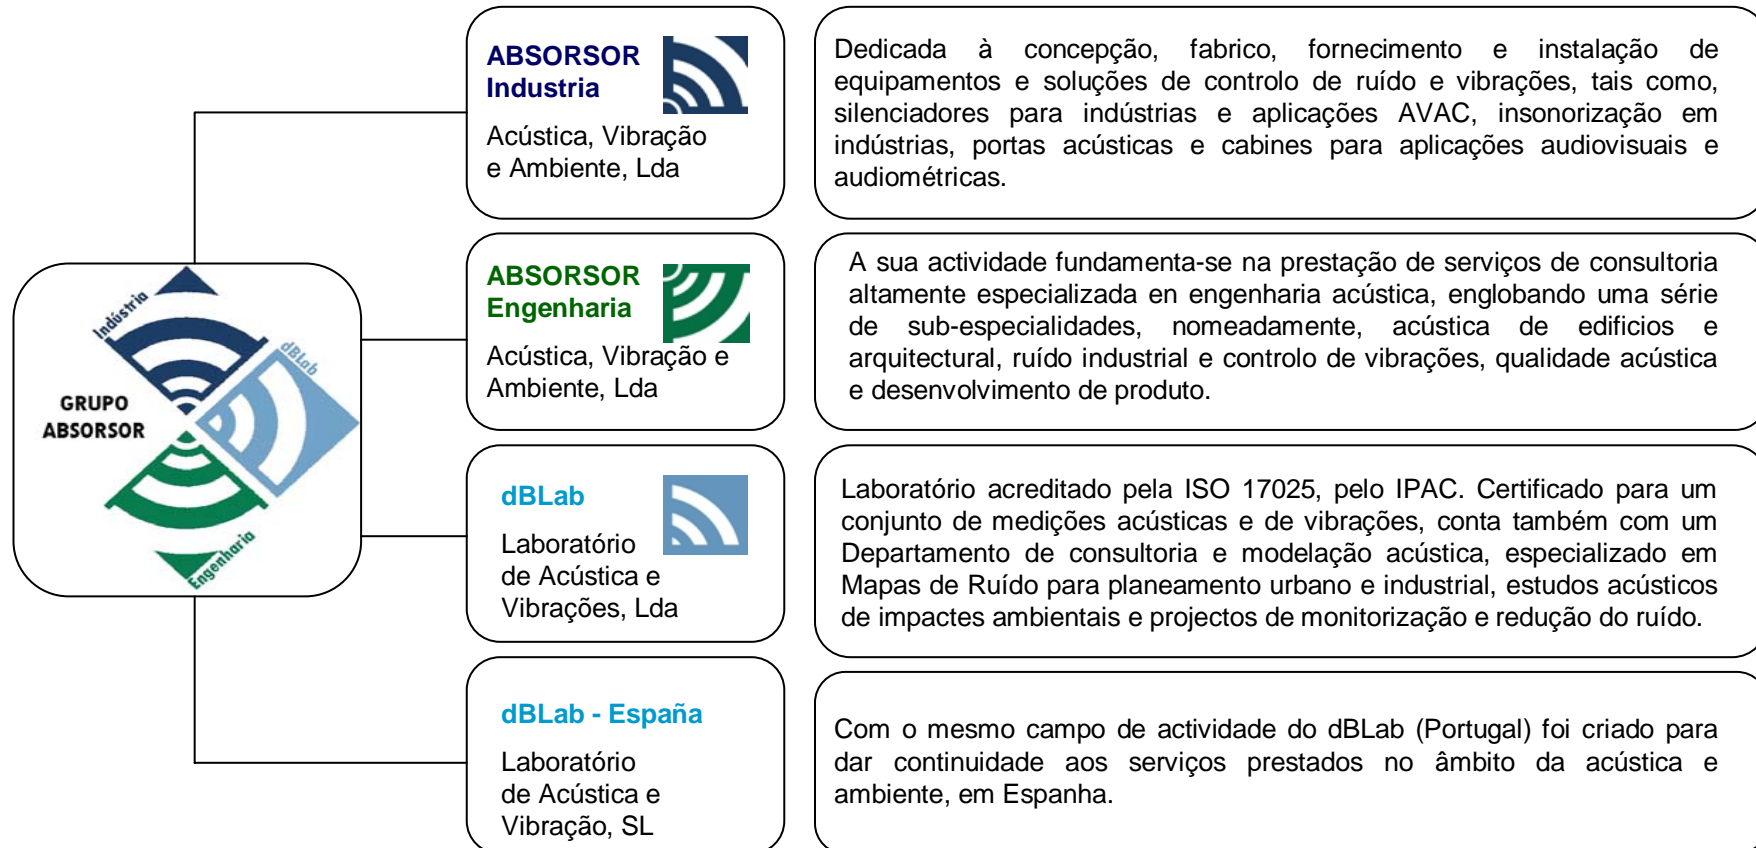 Indústria
dBLab
GRUPO
ABSORSOR
Engenharia
ABSORSOR
Industria
Acústica, Vibração
e Ambiente, Lda
Dedicada à concepção, fabrico, fornecimento e instalação de
equipamentos e soluções de controlo de ruído e vibrações, tais como,
silenciadores para indústrias e aplicações AVAC, insonorização em
indústrias, portas acústicas e cabines para aplicações audiovisuais e
audiométricas.
ABSORSOR
Engenharia
Acústica, Vibração e
Ambiente, Lda
A sua actividade fundamenta-se na prestação de serviços de consultoria
altamente especializada en engenharia acústica, englobando uma série
de sub-especialidades, nomeadamente, acústica de edificios e
arquitectural, ruído industrial e controlo de vibrações, qualidade acústica
e desenvolvimento de produto.
dBLab
Laboratório
de Acústica e
Vibrações, Lda
Laboratório acreditado pela ISO 17025, pelo IPAC. Certificado para um
conjunto de medições acústicas e de vibrações, conta também com um
Departamento de consultoria e modelação acústica, especializado em
Mapas de Ruído para planeamento urbano e industrial, estudos acústicos
de impactes ambientais e projectos de monitorização e redução do ruído.
dBLab - España
Laboratório
de Acústica e
Vibração, SL
Com o mesmo campo de actividade do dBLab (Portugal) foi criado para
dar continuidade aos serviços prestados no âmbito da acústica e
ambiente, em Espanha.